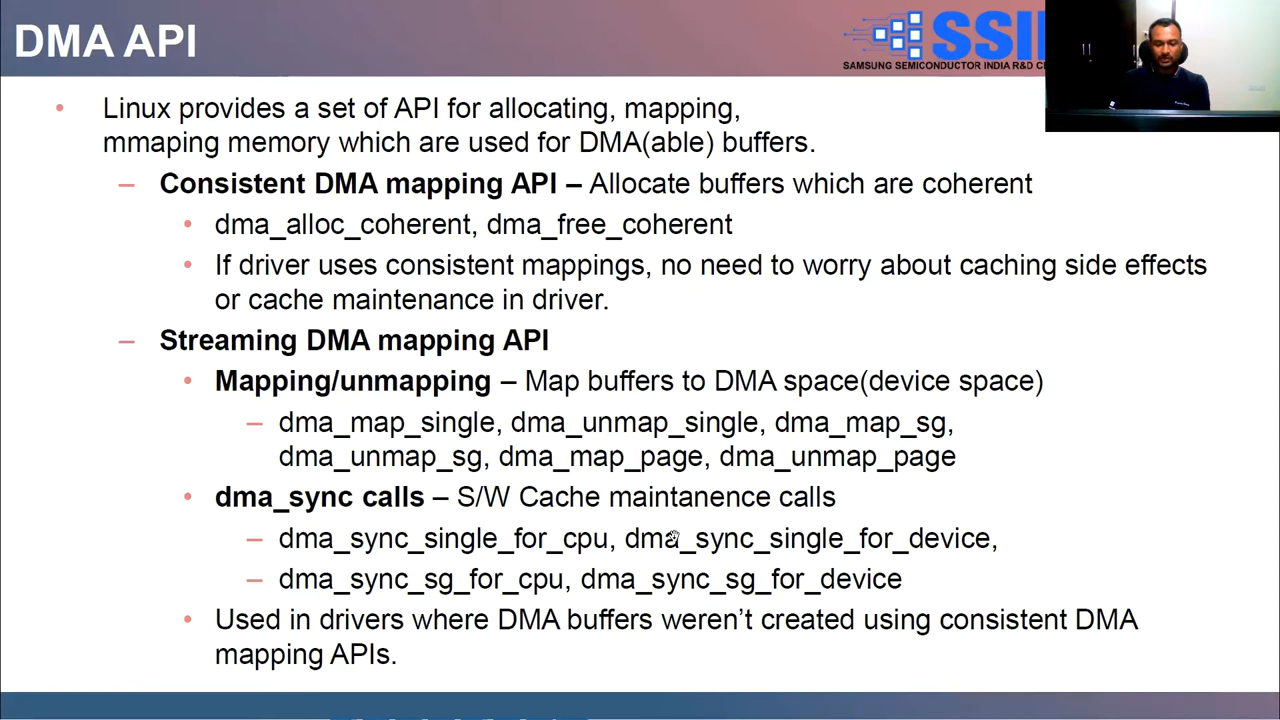 DMA API
SSI
SAMSUNG SEMICONDUCTOR INDIA R&D
• Linux provides a set of API for allocating, mapping,
mmaping memory which are used for DMA(able) buffers.
– Consistent DMA mapping API – Allocate buffers which are coherent
• dma_alloc_coherent, dma_free_coherent
• If driver uses consistent mappings, no need to worry about caching side effects
or cache maintenance in driver.
– Streaming DMA mapping API
• Mapping/unmapping – Map buffers to DMA space(device space)
– dma_map_single, dma_unmap_single, dma_map_sg,
dma_unmap_sg, dma_map_page, dma_unmap_page
• dma_sync calls – S/W Cache maintanence calls
– dma_sync_single_for_cpu, dma_sync_single_for_device,
– dma_sync_sg_for_cpu, dma_sync_sg_for_device
• Used in drivers where DMA buffers weren’t created using consistent DMA
mapping APIs.